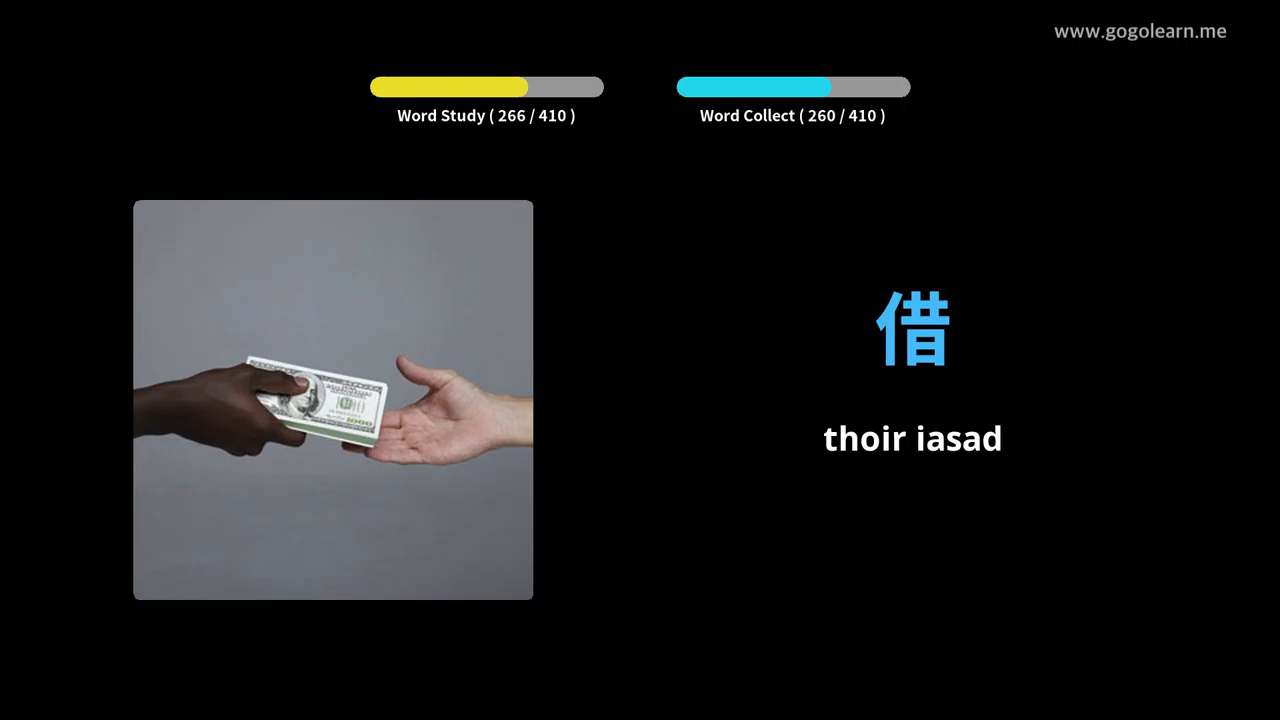 www.gogolearn.me
Word Study ( 266 / 410 )
Word Collect ( 260 / 410 )
借
thoir iasad